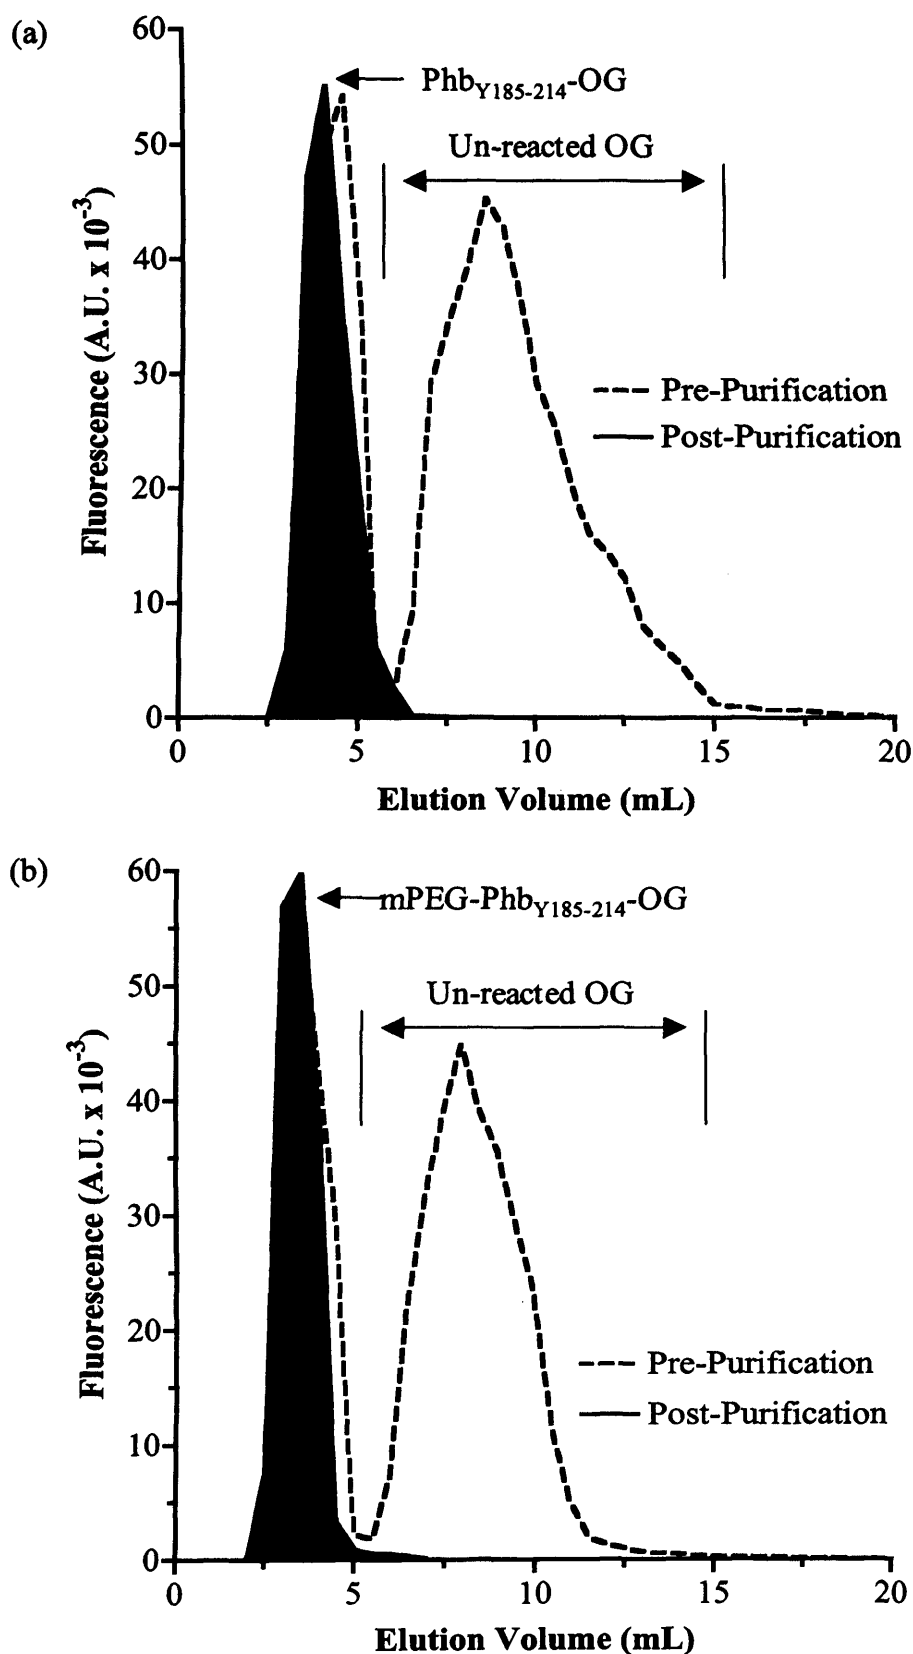 (a)
60
50
40
30
20
10
0
Fluorescence (A.U. x 10⁻³)
PhbY185-214-OG
Un-reacted OG
Pre-Purification
Post-Purification
0 5 10 15 20
Elution Volume (mL)
(b)
60
50
40
30
20
10
0
Fluorescence (A.U. x 10⁻³)
mPEG-PhbY185-214-OG
Un-reacted OG
Pre-Purification
Post-Purification
0 5 10 15 20
Elution Volume (mL)